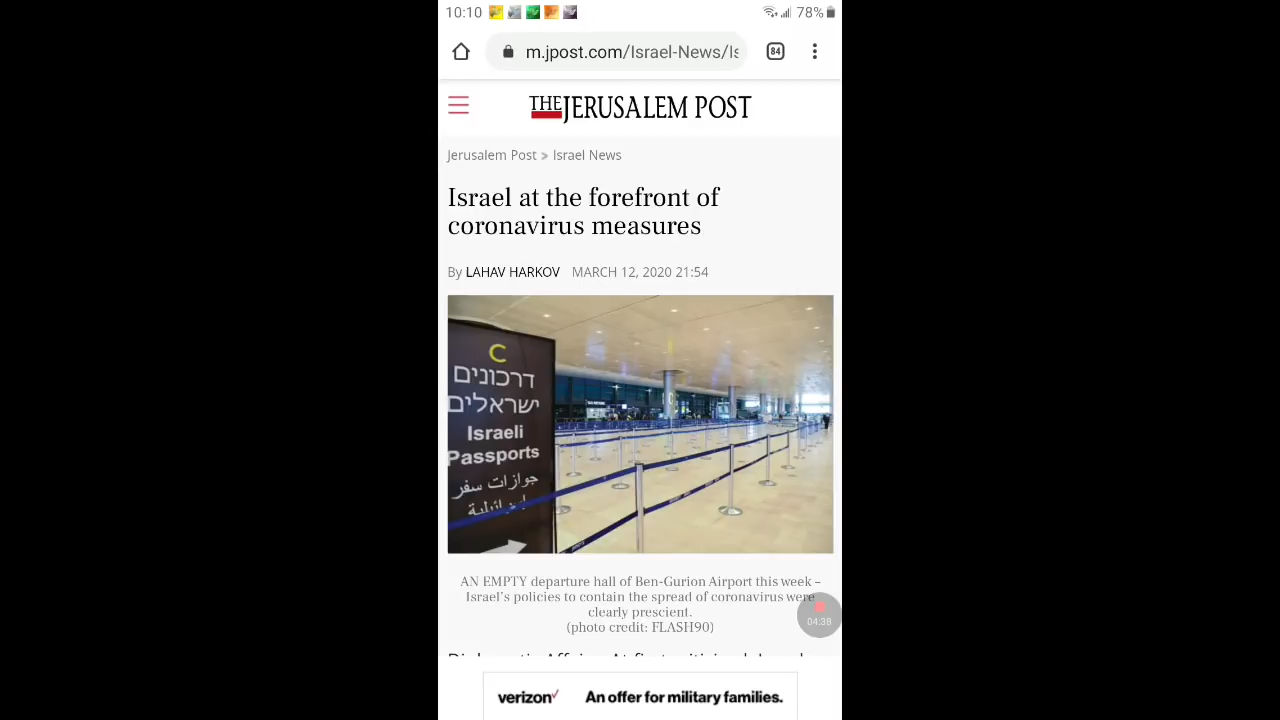 10:10
78%
m.jpost.com/Israel-News/Is
84
THE JERUSALEM POST
Jerusalem Post » Israel News
Israel at the forefront of
coronavirus measures
By LAHAV HARKOV MARCH 12, 2020 21:54
C
דרכונים
ישראלים
Israeli
Passports
جوازات سفر
AN EMPTY departure hall of Ben-Gurion Airport this week –
Israel's policies to contain the spread of coronavirus were
clearly prescient.
(photo credit: FLASH90)
04:38
verizon✓ An offer for military families.